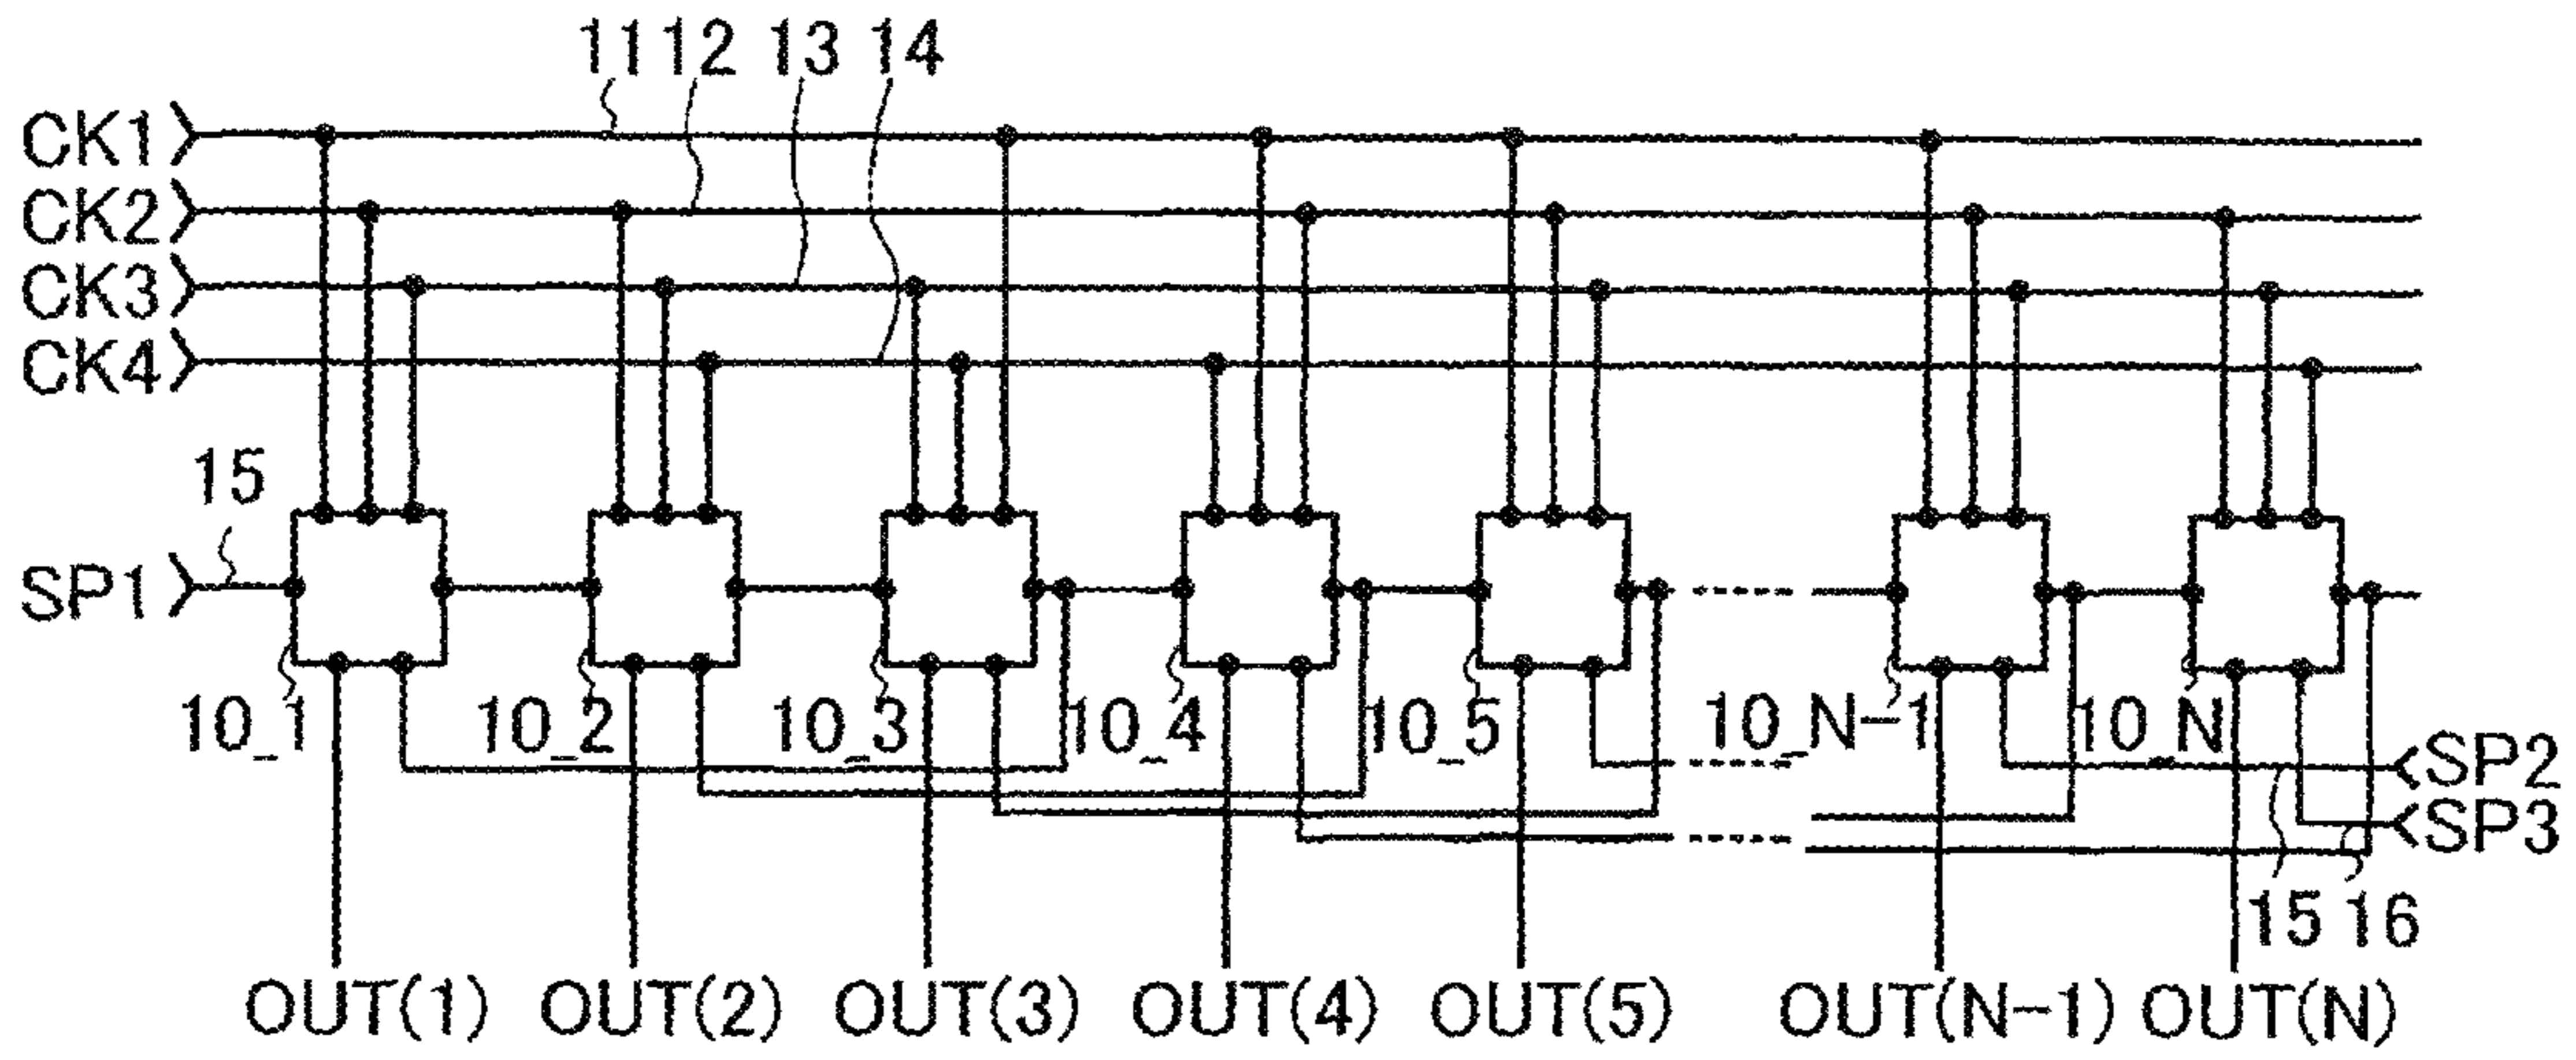 11 12 13 14
CK1
CK2
CK3
CK4
15
SP1
10_1 10_2 10_3 10_4 10_5 10_N-1 10_N
SP2
SP3
15 16
OUT(1) OUT(2) OUT(3) OUT(4) OUT(5) OUT(N-1) OUT(N)